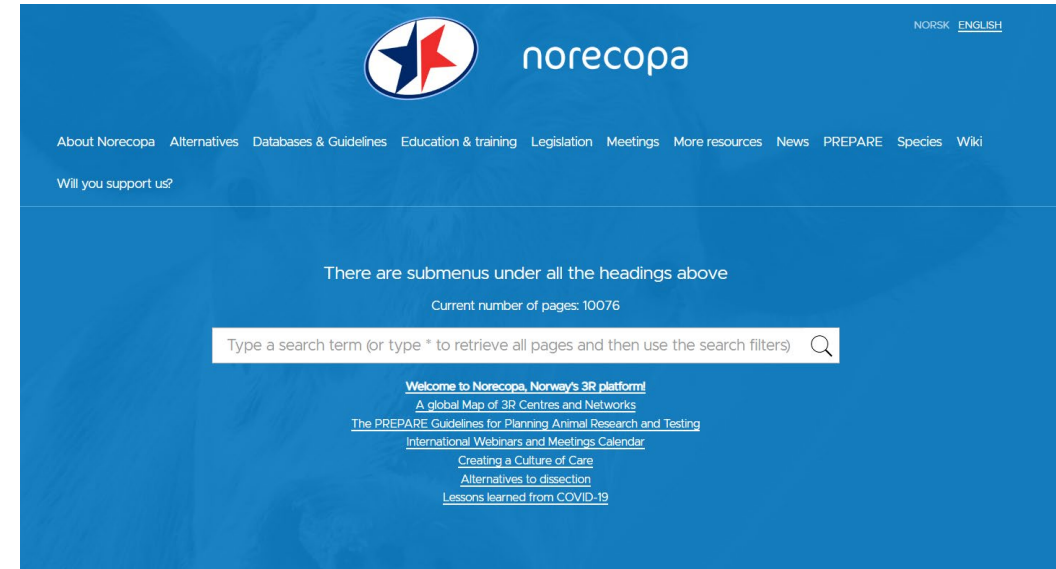 NORSK ENGLISH
norecopa
About Norecopa Alternatives Databases & Guidelines Education & training Legislation Meetings More resources News PREPARE Species Wiki
Will you support us?
There are submenus under all the headings above
Current number of pages: 10076
Type a search term (or type * to retrieve all pages and then use the search filters)
Welcome to Norecopa, Norway's 3R platform!
A global Map of 3R Centres and Networks
The PREPARE Guidelines for Planning Animal Research and Testing
International Webinars and Meetings Calendar
Creating a Culture of Care
Alternatives to dissection
Lessons learned from COVID-19